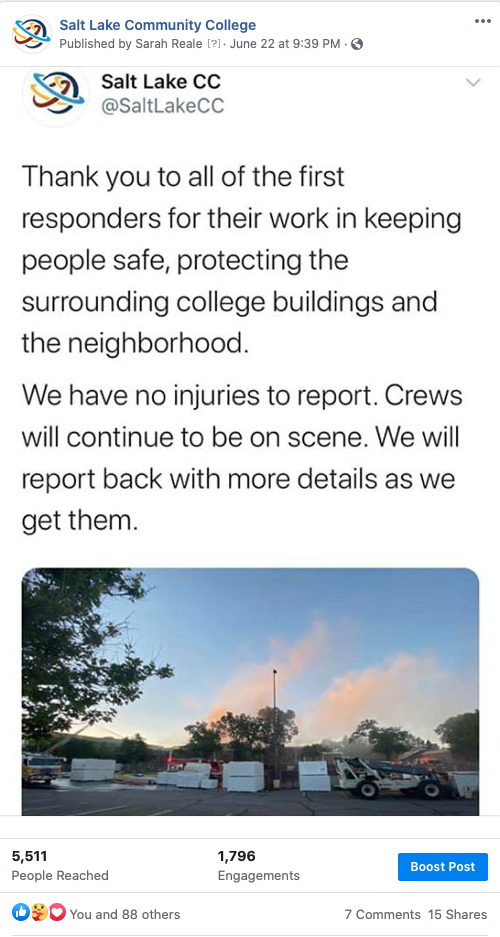 Salt Lake Community College
Published by Sarah Reale [?] · June 22 at 9:39 PM ·
Salt Lake CC
@SaltLakeCC
Thank you to all of the first
responders for their work in keeping
people safe, protecting the
surrounding college buildings and
the neighborhood.
We have no injuries to report. Crews
will continue to be on scene. We will
report back with more details as we
get them.
5,511
People Reached
1,796
Engagements
Boost Post
You and 88 others
7 Comments 15 Shares